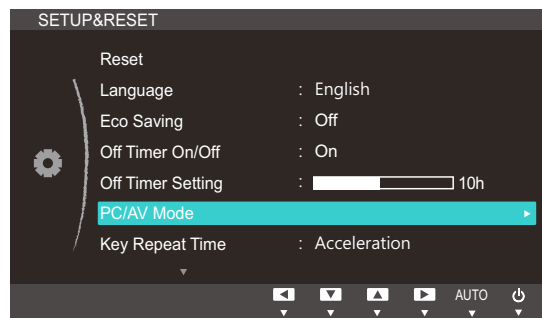 SETUP&RESET
Reset
Language : English
Eco Saving : Off
Off Timer On/Off : On
Off Timer Setting : 10h
PC/AV Mode
Key Repeat Time : Acceleration
AUTO